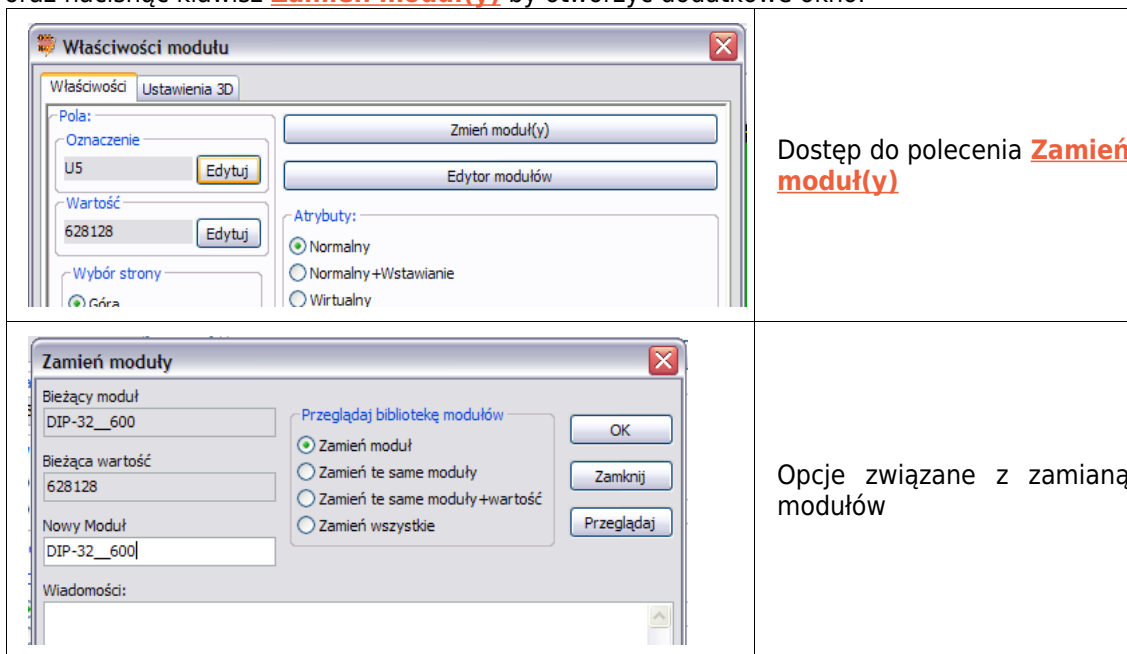 oraz nacisnąć klawisz Zamień moduł(y) by otworzyć dodatkowe okno:
Właściwości modułu
Właściwości Ustawienia 3D
Pola:
Oznaczenie
U5 Edytuj
Wartość
628128 Edytuj
Wybór strony
Góra
Zmień moduł(y)
Edytor modułów
Atrybuty:
Normalny
Normalny+Wstawianie
Wirtualny
Dostęp do polecenia Zamień
moduł(y)
Zamień moduły
Bieżący moduł
DIP-32__600
Bieżąca wartość
628128
Nowy Moduł
DIP-32__600
Wiadomości:
Przeglądaj bibliotekę modułów
Zamień moduł
Zamień te same moduły
Zamień te same moduły+wartość
Zamień wszystkie
OK
Zamknij
Przeglądaj
Opcje związane z zamianą
modułów